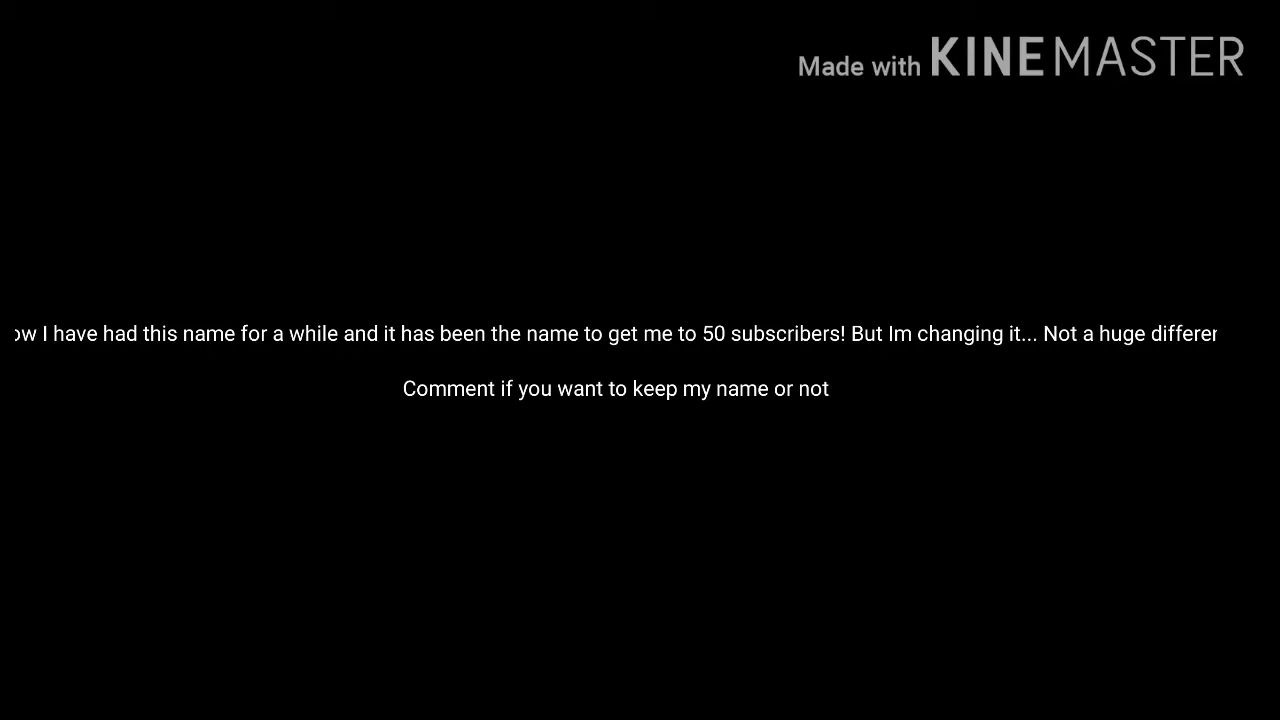 Made with KINEMASTER
I have had this name for a while and it has been the name to get me to 50 subscribers! But Im changing it... Not a huge
Comment if you want to keep my name or not